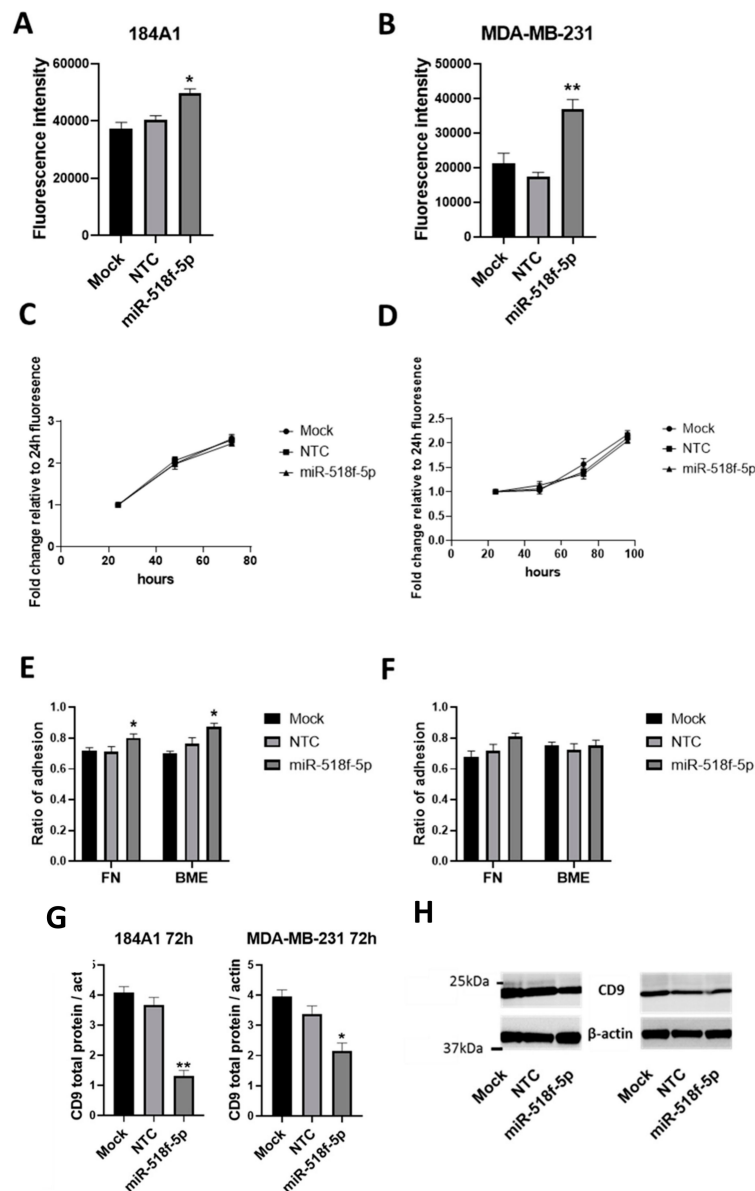 A
184A1
Fluorescence intensity
60000
40000
20000
0
*
Mock
NTC
miR-518f-5p
B
MDA-MB-231
Fluorescence intensity
50000
40000
30000
20000
10000
0
**
Mock
NTC
miR-518f-5p
C
Fold change relative to 24h fluoresence
3
2
1
0
0 20 40 60 80
hours
Mock
NTC
miR-518f-5p
D
Fold change relative to 24h fluoresence
2.5
2.0
1.5
1.0
0.5
0.0
0 20 40 60 80 100
hours
Mock
NTC
miR-518f-5p
E
Ratio of adhesion
1.0
0.8
0.6
0.4
0.2
0.0
* *
FN BME
Mock
NTC
miR-518f-5p
F
Ratio of adhesion
1.0
0.8
0.6
0.4
0.2
0.0
FN BME
Mock
NTC
miR-518f-5p
G
184A1 72h
CD9 total protein / act
5
4
3
2
1
0
**
Mock
NTC
miR-518f-5p
MDA-MB-231 72h
CD9 total protein / actin
5
4
3
2
1
0
*
Mock
NTC
miR-518f-5p
H
25kDa
CD9
β-actin
37kDa
Mock
NTC
miR-518f-5p
Mock
NTC
miR-518f-5p